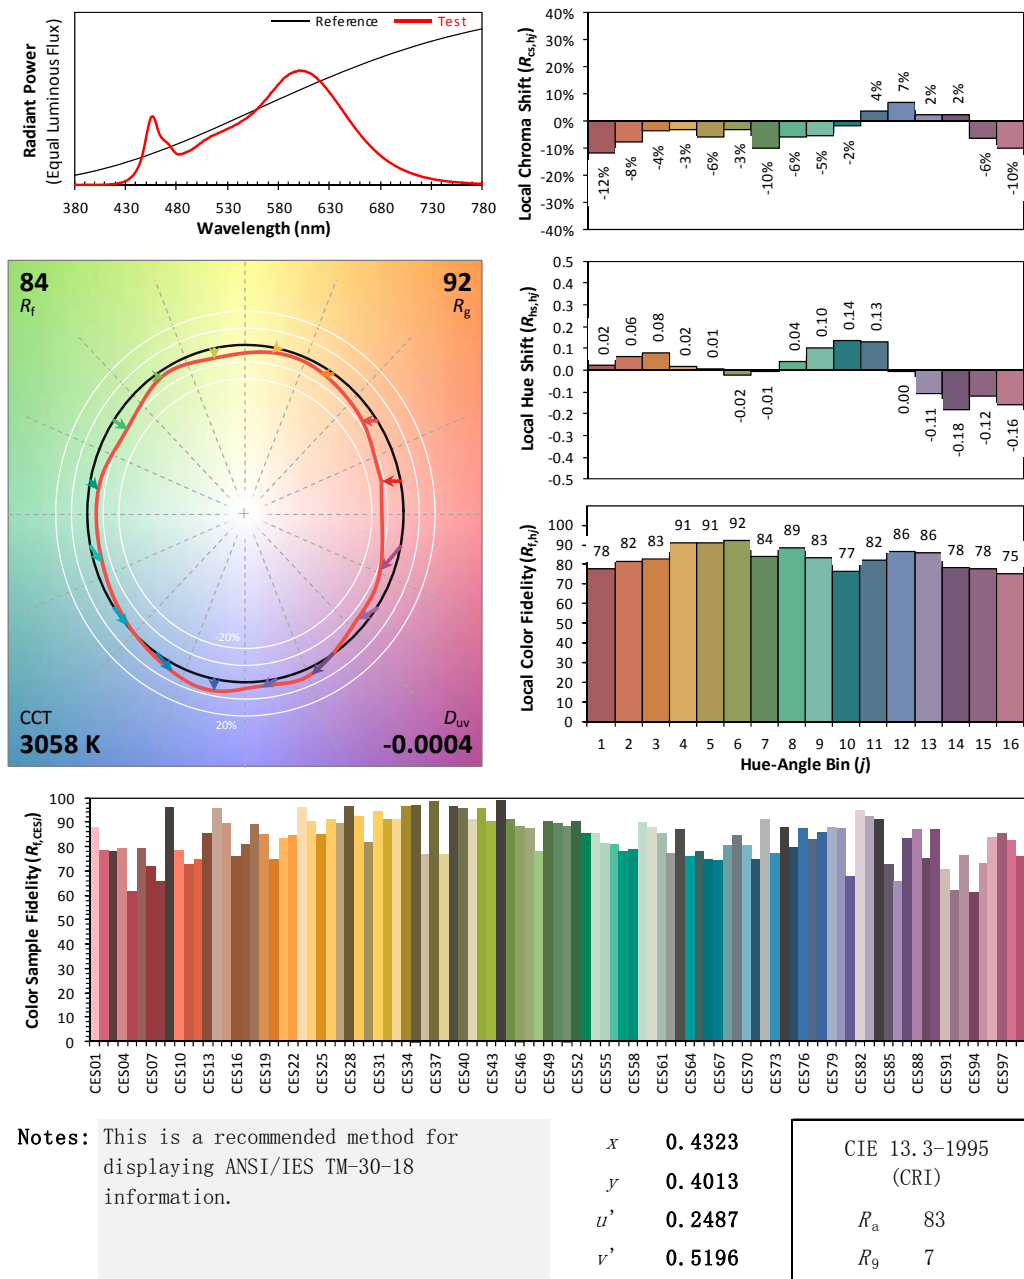 Reference
Test
Radiant Power
(Equal Luminous Flux)
380 430 480 530 580 630 680 730 780
Wavelength (nm)
Local Chroma Shift (Rcs,hj)
40%
30%
20%
10%
0%
-10%
-20%
-30%
-40%
-12% -8% -4% -3% -6% -3% -10% -6% -5% -2% 4% 7% 2% 2% -6% -10%
84
Rf
92
Rg
-20%
20%
CCT
3058 K
Duv
-0.0004
Local Hue Shift (Rhs,hj)
0.5
0.4
0.3
0.2
0.1
0.0
-0.1
-0.2
-0.3
-0.4
-0.5
0.02 0.06 0.08 0.02 0.01 -0.02 -0.01 0.04 0.10 0.14 0.13 0.00 -0.11 -0.18 -0.12 -0.16
Local Color Fidelity (Rf,hj)
100
90
80
70
60
50
40
30
20
10
0
78 82 83 91 91 92 84 89 83 77 82 86 86 78 78 75
1 2 3 4 5 6 7 8 9 10 11 12 13 14 15 16
Hue-Angle Bin (j)
Color Sample Fidelity (Rf,CESi)
100
90
80
70
60
50
40
30
20
10
0
CES01 CES04 CES07 CES10 CES13 CES16 CES19 CES22 CES25 CES28 CES31 CES34 CES37 CES40 CES43 CES46 CES49 CES52 CES55 CES58 CES61 CES64 CES67 CES70 CES73 CES76 CES79 CES82 CES85 CES88 CES91 CES94 CES97
Notes: This is a recommended method for
displaying ANSI/IES TM-30-18
information.
x 0.4323
y 0.4013
u' 0.2487
v' 0.5196
CIE 13.3-1995
(CRI)
Ra 83
R9 7